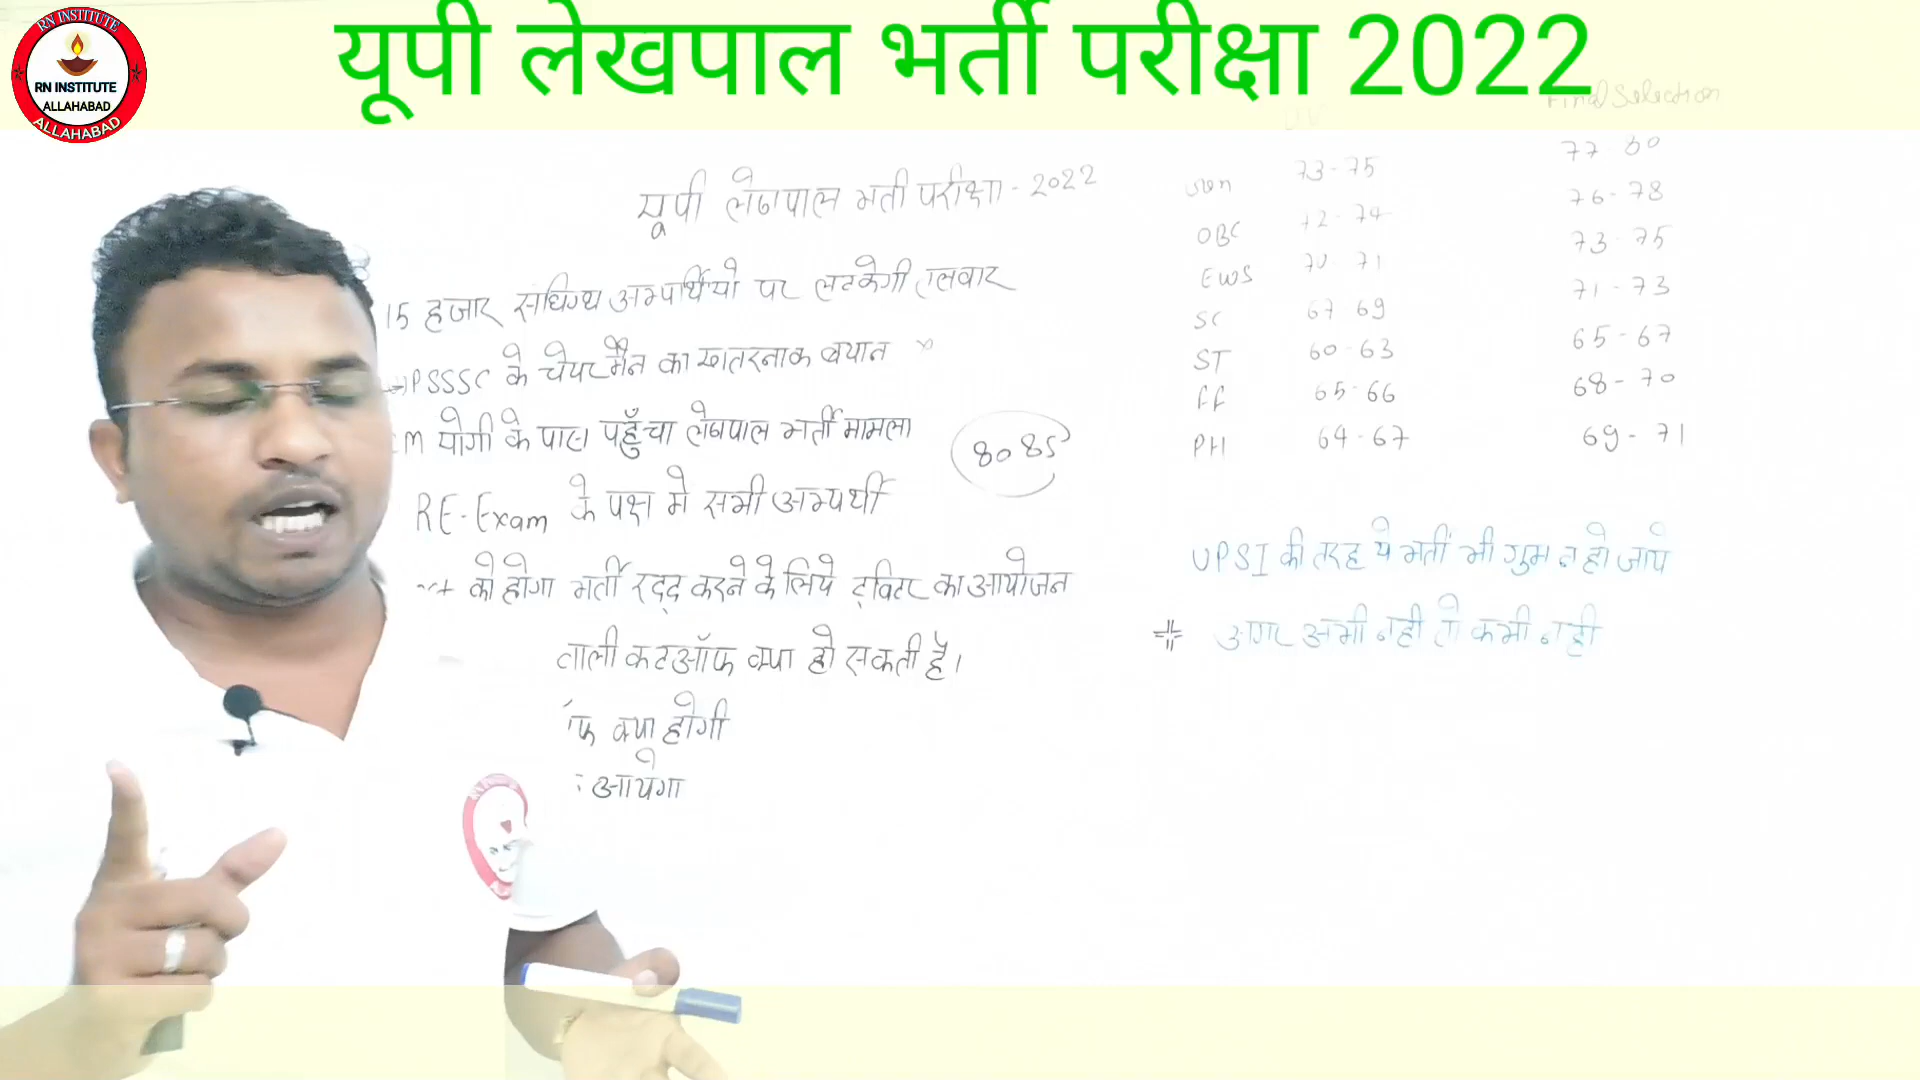 RN INSTITUTE
RN INSTITUTE
ALLAHABAD
ALLAHABAD
यूपी लेखपाल भर्ती परीक्षा 2022
यूपी लेखपाल भर्ती परीक्षा - 2022
15 हजार संधिग्ध अभ्यर्थियो पर लटकेगी तलवार
PSSSC के चेयरमैन का खतरनाक बयान
M योगी के पास पहुँचा लेखपाल भर्ती मामला
80 85
RE-Exam के पक्ष मे सभी अभ्यर्थी
को होगा भर्ती रद्द करने के लिये ट्विटर का आयोजन
वाली कटऑफ क्या हो सकती है।
फ क्या होगी
आयेगा
Final Selection
73-75 77 80
OBC 72-74 76-78
EWS 70 71 73 75
SC 67 69 71-73
ST 60-63 65-67
FF 65-66 68-70
PH 64-67 69-71
UPSI की तरह ये भर्ती भी गुम न हो जाये
अगर अभी नही तो कभी नही